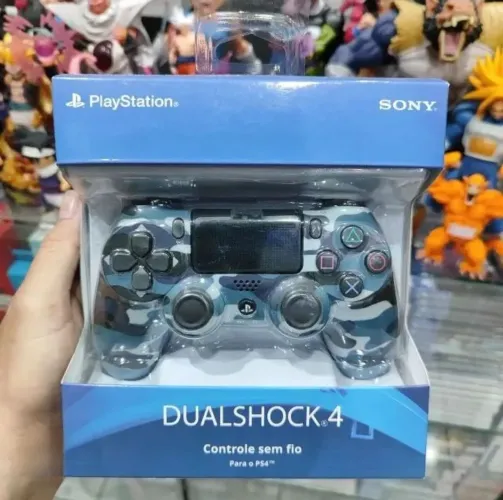 PlayStation®
SONY
DUALSHOCK®4
Controle sem fio
Para o PS4™